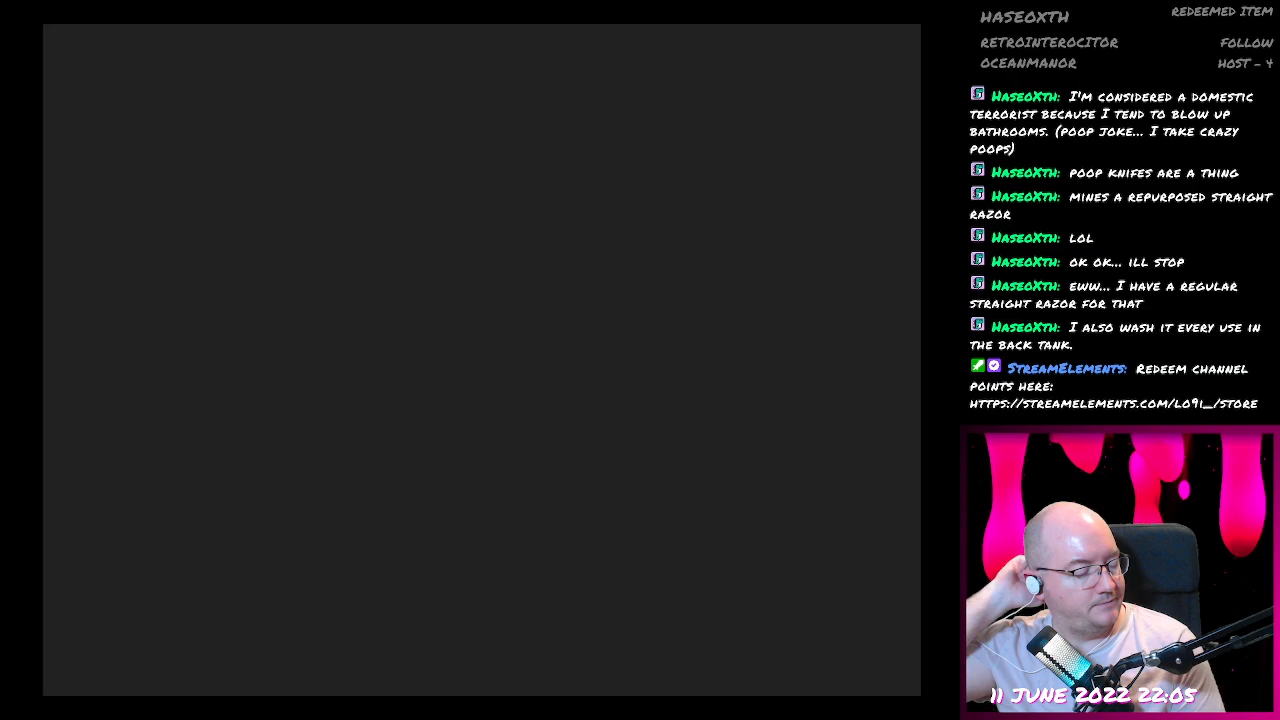 HASEOXTH REDEEMED ITEM
RETROINTEROCITOR FOLLOW
OCEANMANOR HOST - 4
HASEOXTH: I'M CONSIDERED A DOMESTIC
TERRORIST BECAUSE I TEND TO BLOW UP
BATHROOMS. (POOP JOKE... I TAKE CRAZY
POOPS)
HASEOXTH: POOP KNIFES ARE A THING
HASEOXTH: MINES A REPURPOSED STRAIGHT
RAZOR
HASEOXTH: LOL
HASEOXTH: OK OK... ILL STOP
HASEOXTH: EWW... I HAVE A REGULAR
STRAIGHT RAZOR FOR THAT
HASEOXTH: I ALSO WASH IT EVERY USE IN
THE BACK TANK.
STREAMELEMENTS: REDEEM CHANNEL
POINTS HERE:
HTTPS://STREAMELEMENTS.COM/LO91_/STORE
11 JUNE 2022 22:05